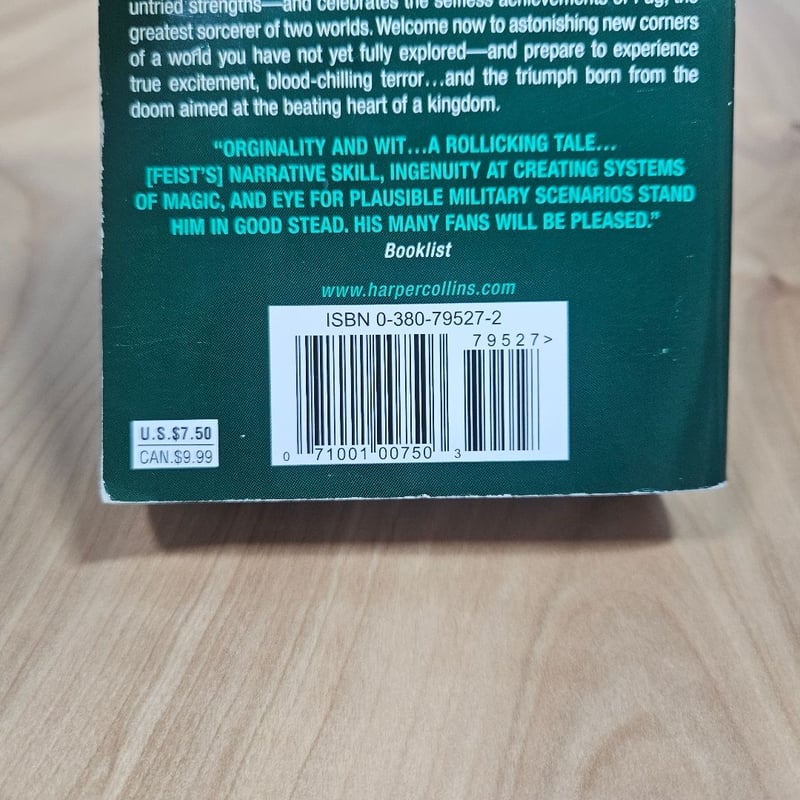 untried strengths—and celebrates the selfless achievements of Pug, the
greatest sorcerer of two worlds. Welcome now to astonishing new corners
of a world you have not yet fully explored—and prepare to experience
true excitement, blood-chilling terror...and the triumph born from the
doom aimed at the beating heart of a kingdom.
"ORGINALITY AND WIT...A ROLLICKING TALE...
[FEIST'S] NARRATIVE SKILL, INGENUITY AT CREATING SYSTEMS
OF MAGIC, AND EYE FOR PLAUSIBLE MILITARY SCENARIOS STAND
HIM IN GOOD STEAD. HIS MANY FANS WILL BE PLEASED."
Booklist
www.harpercollins.com
ISBN 0-380-79527-2
79527>
0 71001 00750 3
U.S.$7.50
CAN.$9.99